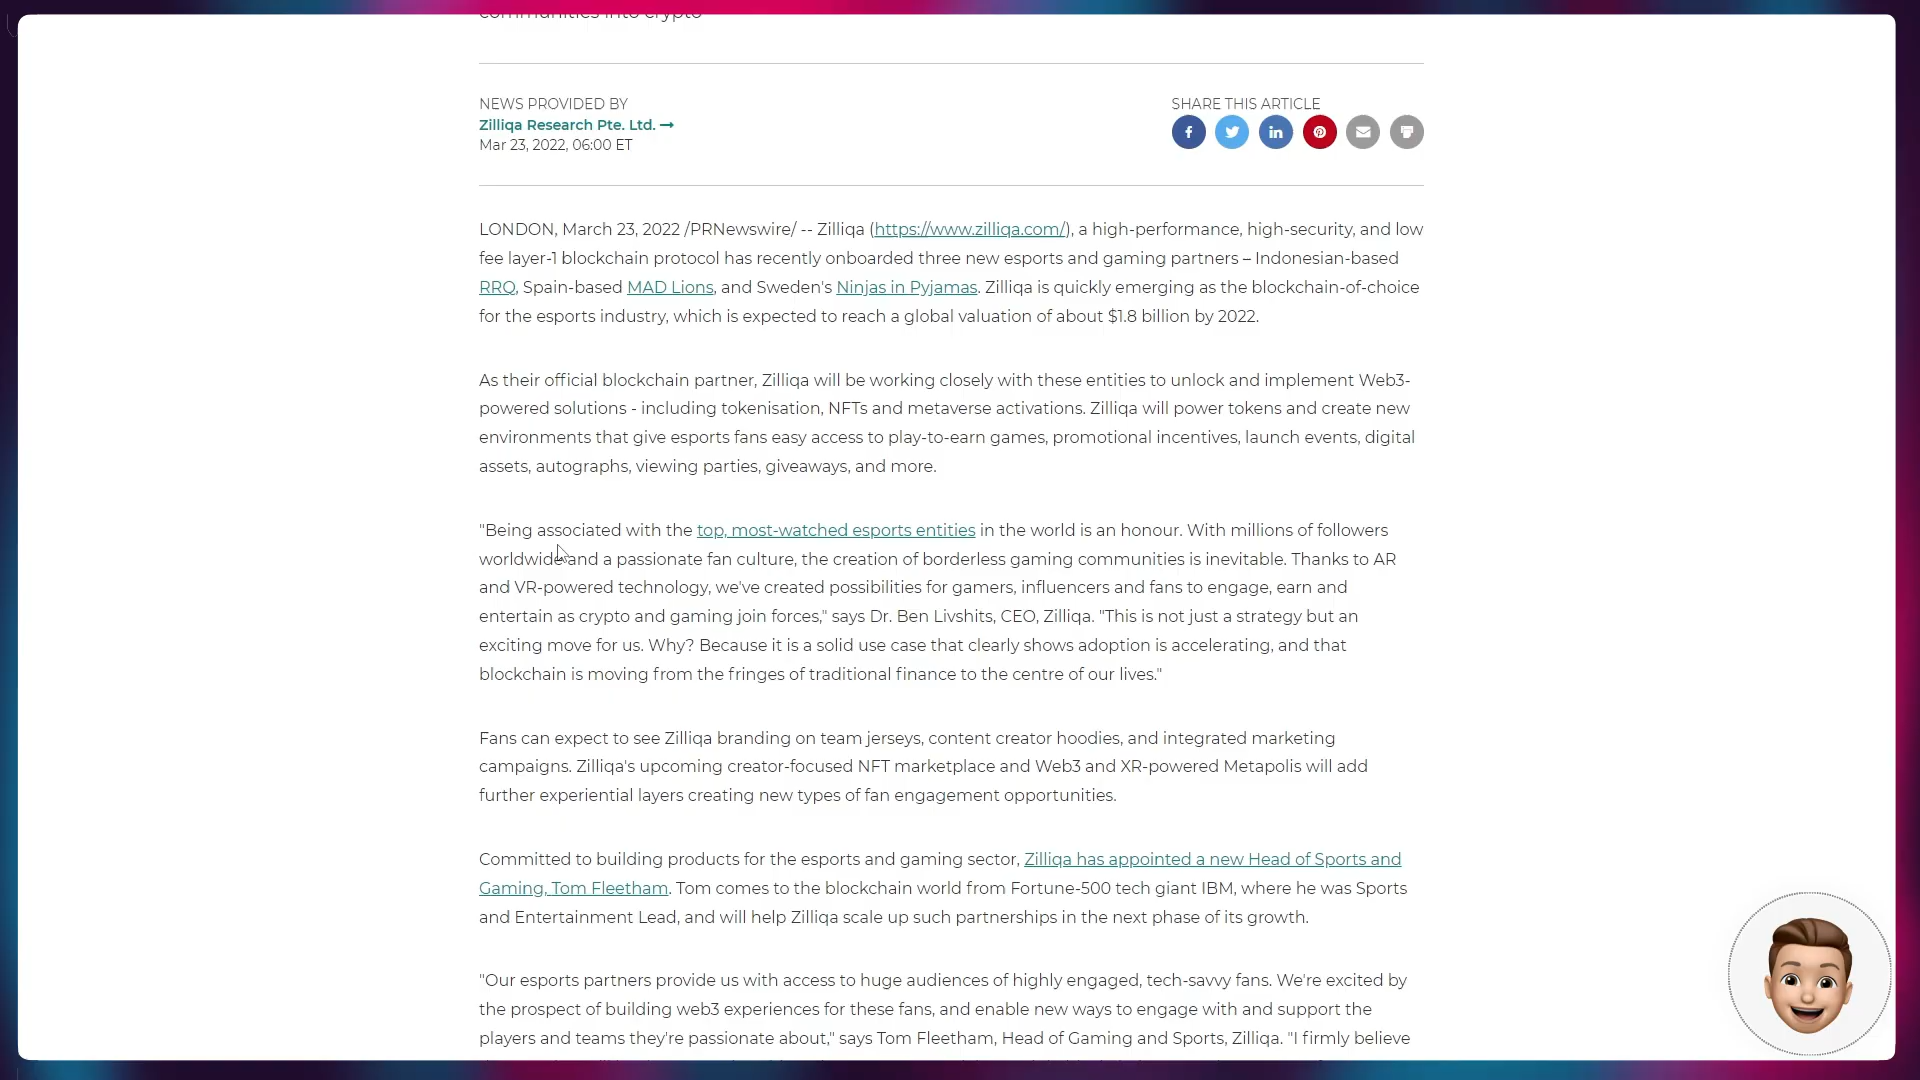 communities into crypto
NEWS PROVIDED BY
Zilliqa Research Pte. Ltd.
Mar 23, 2022, 06:00 ET
SHARE THIS ARTICLE
LONDON, March 23, 2022 /PRNewswire/ -- Zilliqa (https://www.zilliqa.com/), a high-performance, high-security, and low
fee layer-1 blockchain protocol has recently onboarded three new esports and gaming partners – Indonesian-based
RRQ, Spain-based MAD Lions, and Sweden's Ninjas in Pyjamas. Zilliqa is quickly emerging as the blockchain-of-choice
for the esports industry, which is expected to reach a global valuation of about $1.8 billion by 2022.
As their official blockchain partner, Zilliqa will be working closely with these entities to unlock and implement Web3-
powered solutions - including tokenisation, NFTs and metaverse activations. Zilliqa will power tokens and create new
environments that give esports fans easy access to play-to-earn games, promotional incentives, launch events, digital
assets, autographs, viewing parties, giveaways, and more.
"Being associated with the top, most-watched esports entities in the world is an honour. With millions of followers
worldwide and a passionate fan culture, the creation of borderless gaming communities is inevitable. Thanks to AR
and VR-powered technology, we've created possibilities for gamers, influencers and fans to engage, earn and
entertain as crypto and gaming join forces," says Dr. Ben Livshits, CEO, Zilliqa. "This is not just a strategy but an
exciting move for us. Why? Because it is a solid use case that clearly shows adoption is accelerating, and that
blockchain is moving from the fringes of traditional finance to the centre of our lives."
Fans can expect to see Zilliqa branding on team jerseys, content creator hoodies, and integrated marketing
campaigns. Zilliqa's upcoming creator-focused NFT marketplace and Web3 and XR-powered Metapolis will add
further experiential layers creating new types of fan engagement opportunities.
Committed to building products for the esports and gaming sector, Zilliqa has appointed a new Head of Sports and
Gaming, Tom Fleetham. Tom comes to the blockchain world from Fortune-500 tech giant IBM, where he was Sports
and Entertainment Lead, and will help Zilliqa scale up such partnerships in the next phase of its growth.
"Our esports partners provide us with access to huge audiences of highly engaged, tech-savvy fans. We're excited by
the prospect of building web3 experiences for these fans, and enable new ways to engage with and support the
players and teams they're passionate about," says Tom Fleetham, Head of Gaming and Sports, Zilliqa. "I firmly believe